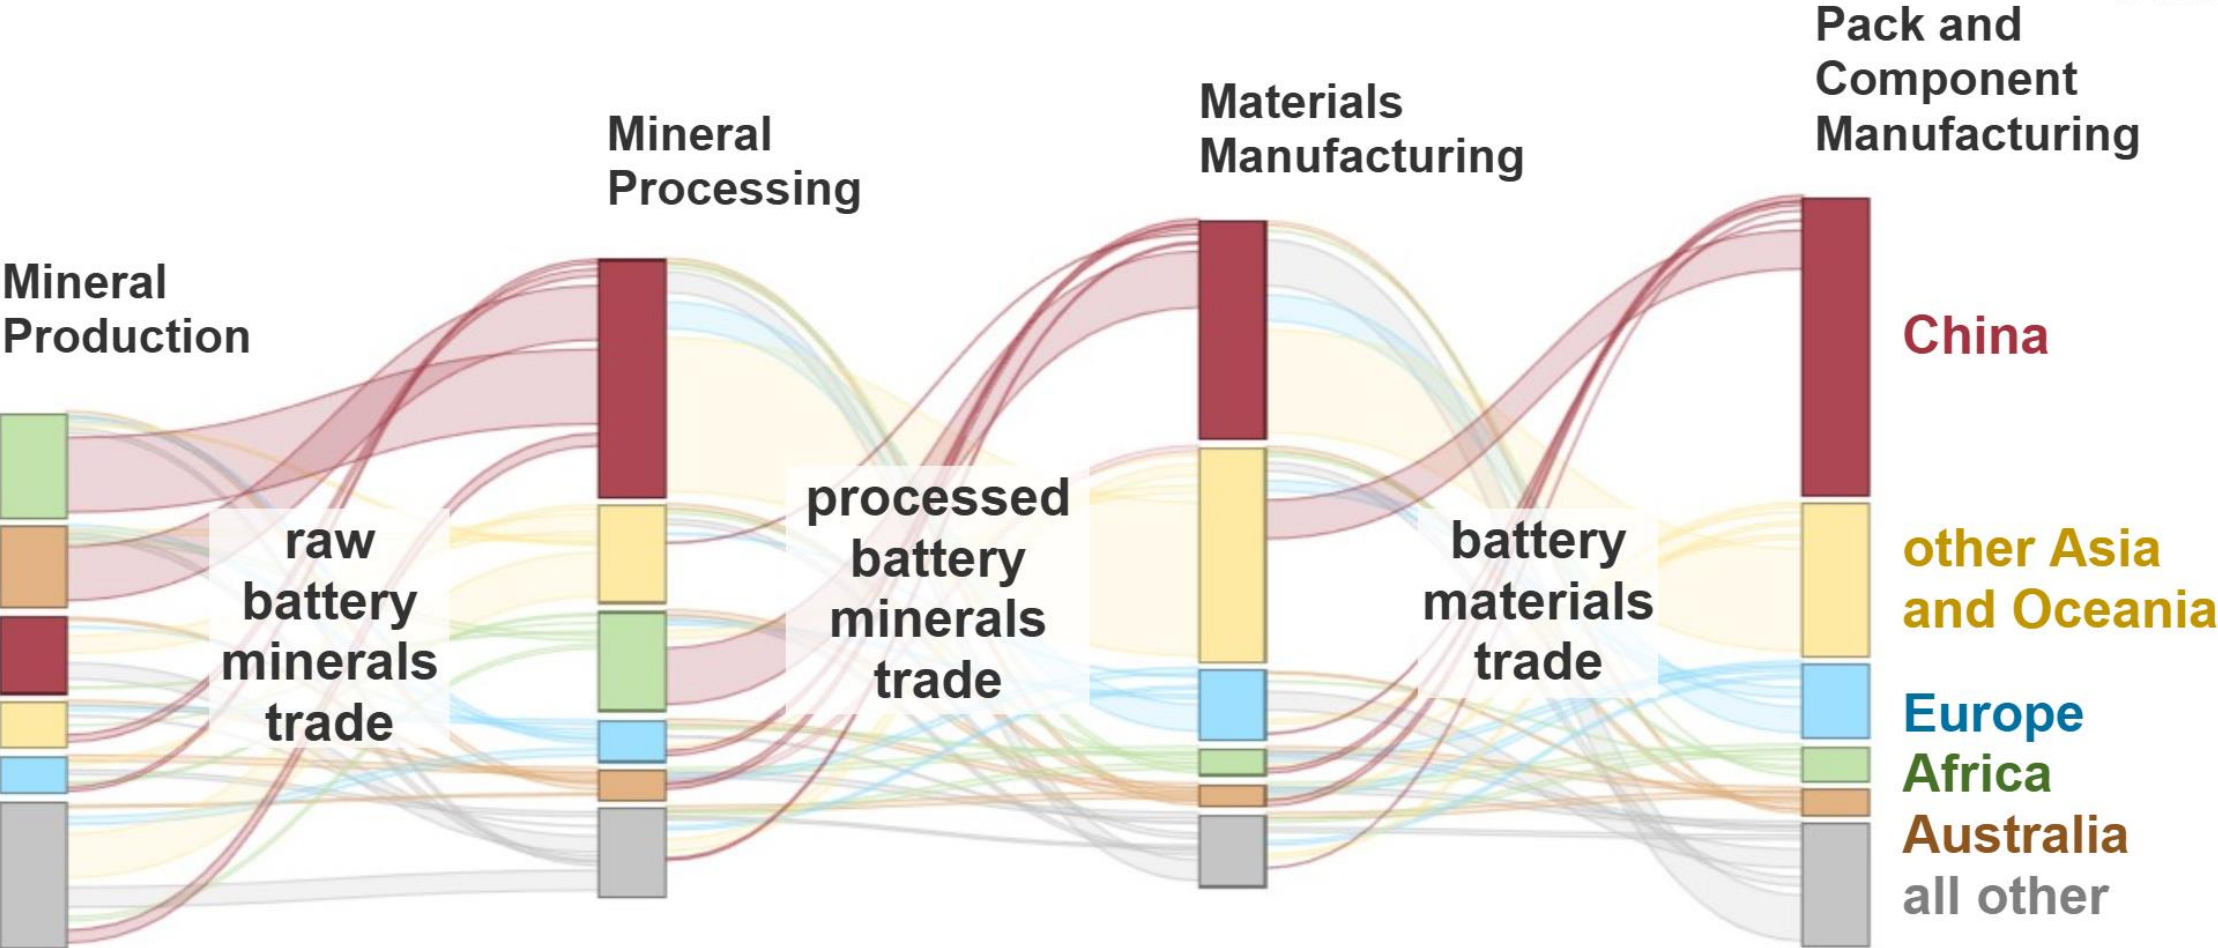 Mineral
Production
Mineral
Processing
Materials
Manufacturing
Pack and
Component
Manufacturing
raw
battery
minerals
trade
processed
battery
minerals
trade
battery
materials
trade
China
other Asia
and Oceania
Europe
Africa
Australia
all other